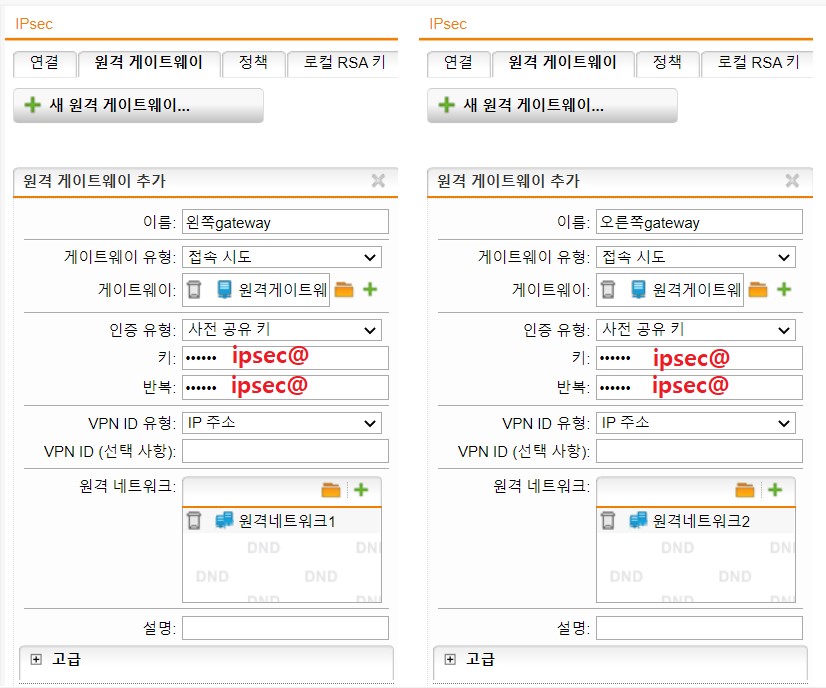 IPsec
연결 원격 게이트웨이 정책 로컬 RSA 키
새 원격 게이트웨이...
원격 게이트웨이 추가
이름: 왼쪽gateway
게이트웨이 유형: 접속 시도
게이트웨이: 원격게이트웨
인증 유형: 사전 공유 키
키: •••••• ipsec@
반복: •••••• ipsec@
VPN ID 유형: IP 주소
VPN ID (선택 사항):
원격 네트워크:
원격네트워크1
DND DND
DND DND
DND DND
설명:
고급
IPsec
연결 원격 게이트웨이 정책 로컬 RSA 키
새 원격 게이트웨이...
원격 게이트웨이 추가
이름: 오른쪽gateway
게이트웨이 유형: 접속 시도
게이트웨이: 원격게이트웨
인증 유형: 사전 공유 키
키: •••••• ipsec@
반복: •••••• ipsec@
VPN ID 유형: IP 주소
VPN ID (선택 사항):
원격 네트워크:
원격네트워크2
DND DND
DND DND
DND DND
설명:
고급